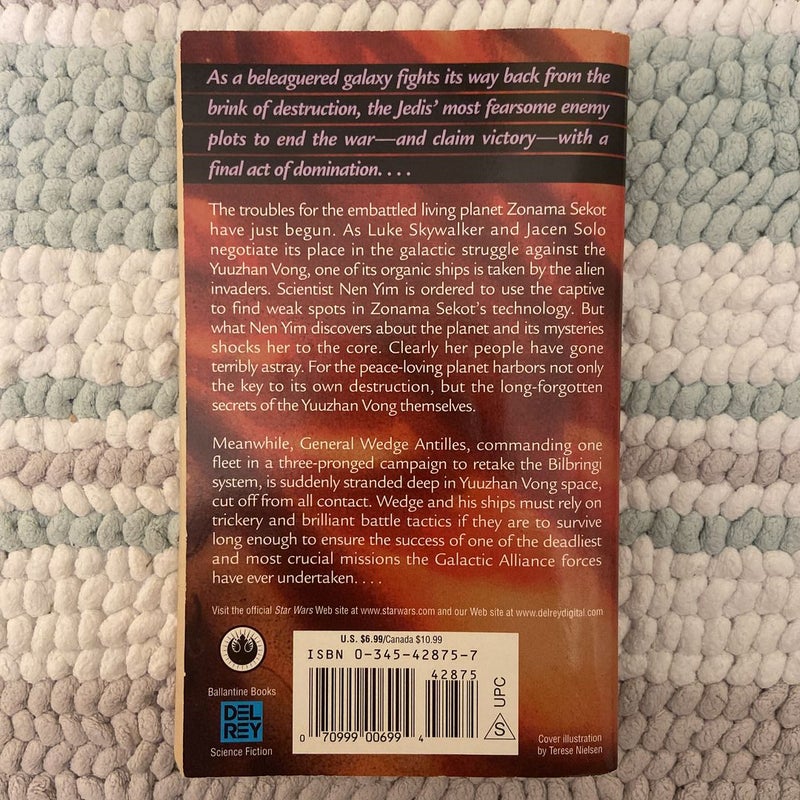 As a beleaguered galaxy fights its way back from the
brink of destruction, the Jedis' most fearsome enemy
plots to end the war—and claim victory—with a
final act of domination. . . .
The troubles for the embattled living planet Zonama Sekot
have just begun. As Luke Skywalker and Jacen Solo
negotiate its place in the galactic struggle against the
Yuuzhan Vong, one of its organic ships is taken by the alien
invaders. Scientist Nen Yim is ordered to use the captive
to find weak spots in Zonama Sekot's technology. But
what Nen Yim discovers about the planet and its mysteries
shocks her to the core. Clearly her people have gone
terribly astray. For the peace-loving planet harbors not only
the key to its own destruction, but the long-forgotten
secrets of the Yuuzhan Vong themselves.
Meanwhile, General Wedge Antilles, commanding one
fleet in a three-pronged campaign to retake the Bilbringi
system, is suddenly stranded deep in Yuuzhan Vong space,
cut off from all contact. Wedge and his ships must rely on
trickery and brilliant battle tactics if they are to survive
long enough to ensure the success of one of the deadliest
and most crucial missions the Galactic Alliance forces
have ever undertaken. . . .
Visit the official Star Wars Web site at www.starwars.com and our Web site at www.delreydigital.com
U.S. $6.99/Canada $10.99
ISBN 0-345-42875-7
42875
0 70999 00699 4
S UPC
Ballantine Books
DEL
REY
Science Fiction
Cover illustration
by Terese Nielsen